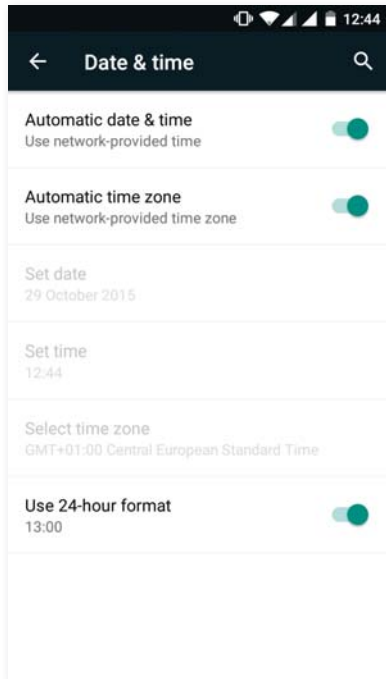 12:44
Date & time
Automatic date & time
Use network-provided time
Automatic time zone
Use network-provided time zone
Set date
29 October 2015
Set time
12:44
Select time zone
GMT+01:00 Central European Standard Time
Use 24-hour format
13:00